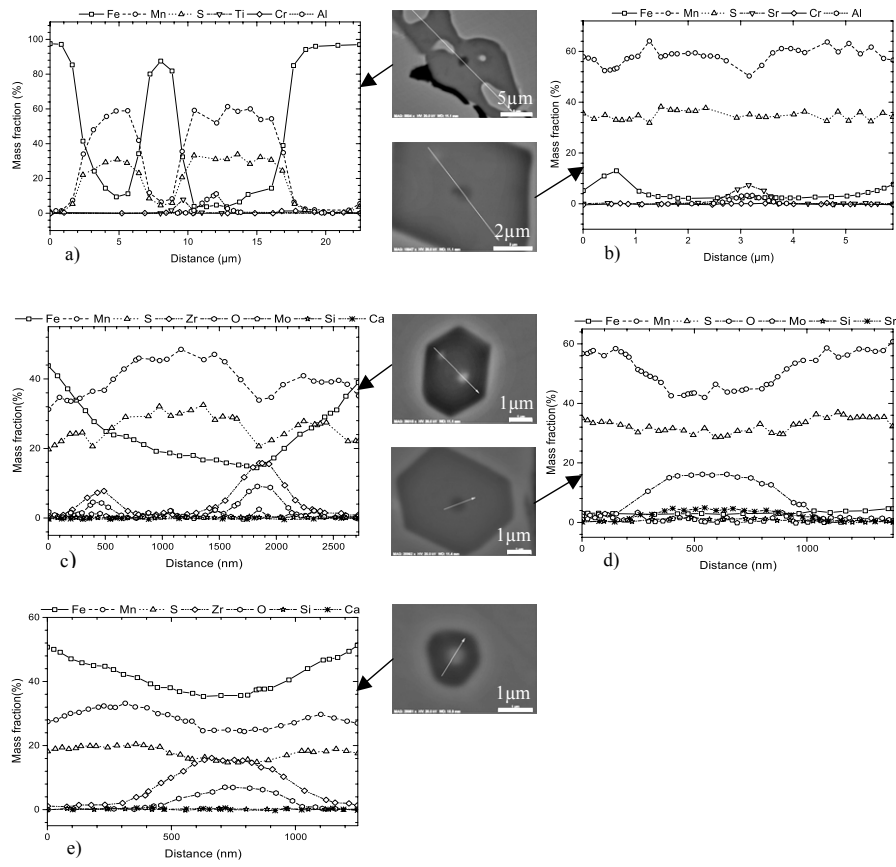 Fe Mn S Ti Cr Al
100
80
60
40
20
0
Mass fraction (%)
0 5 10 15 20
Distance (µm)
a)
5µm
2µm
Fe Mn S Sr Cr Al
80
60
40
20
0
Mass fraction (%)
0 1 2 3 4 5
Distance (µm)
b)
Fe Mn S Zr O Mo Si Ca
40
20
0
Mass fraction(%)
0 500 1000 1500 2000 2500
Distance (nm)
c)
1µm
1µm
Fe Mn S O Mo Si Sr
60
40
20
0
Mass fraction(%)
0 500 1000
Distance (nm)
d)
Fe Mn S Zr O Si Ca
60
40
20
0
Mass fraction(%)
0 500 1000
Distance (nm)
e)
1µm